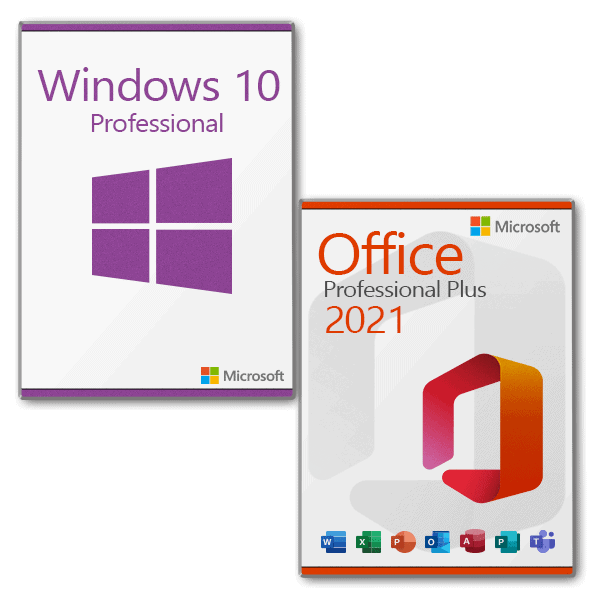 Windows 10
Professional
Microsoft
Microsoft
Office
Professional Plus
2021
W X P O A P T